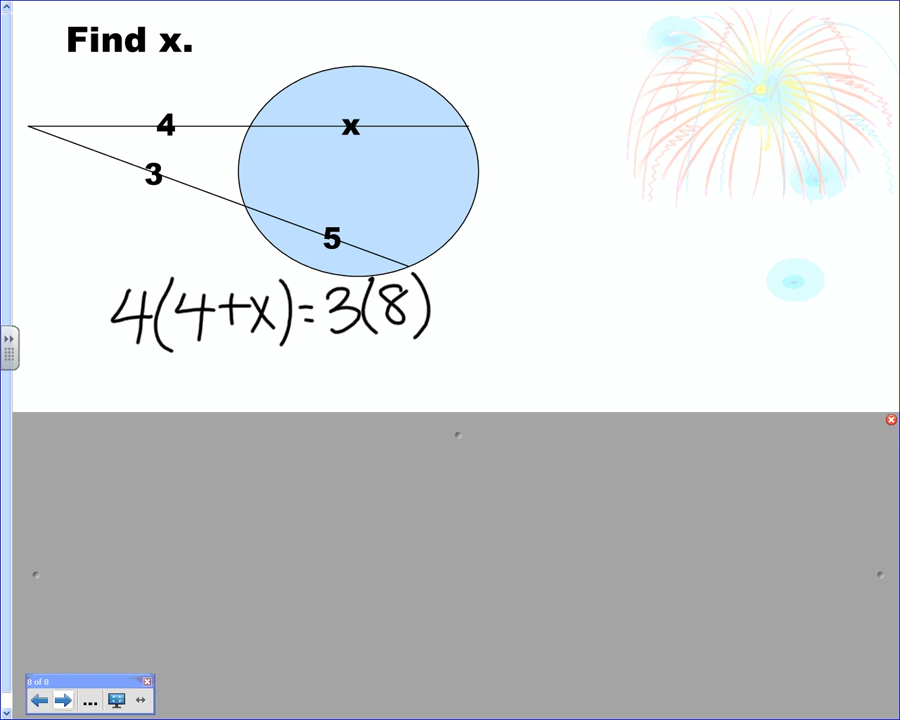 Find x.
4
x
3
5
4(4+x)=3(8)
8 of 8
...